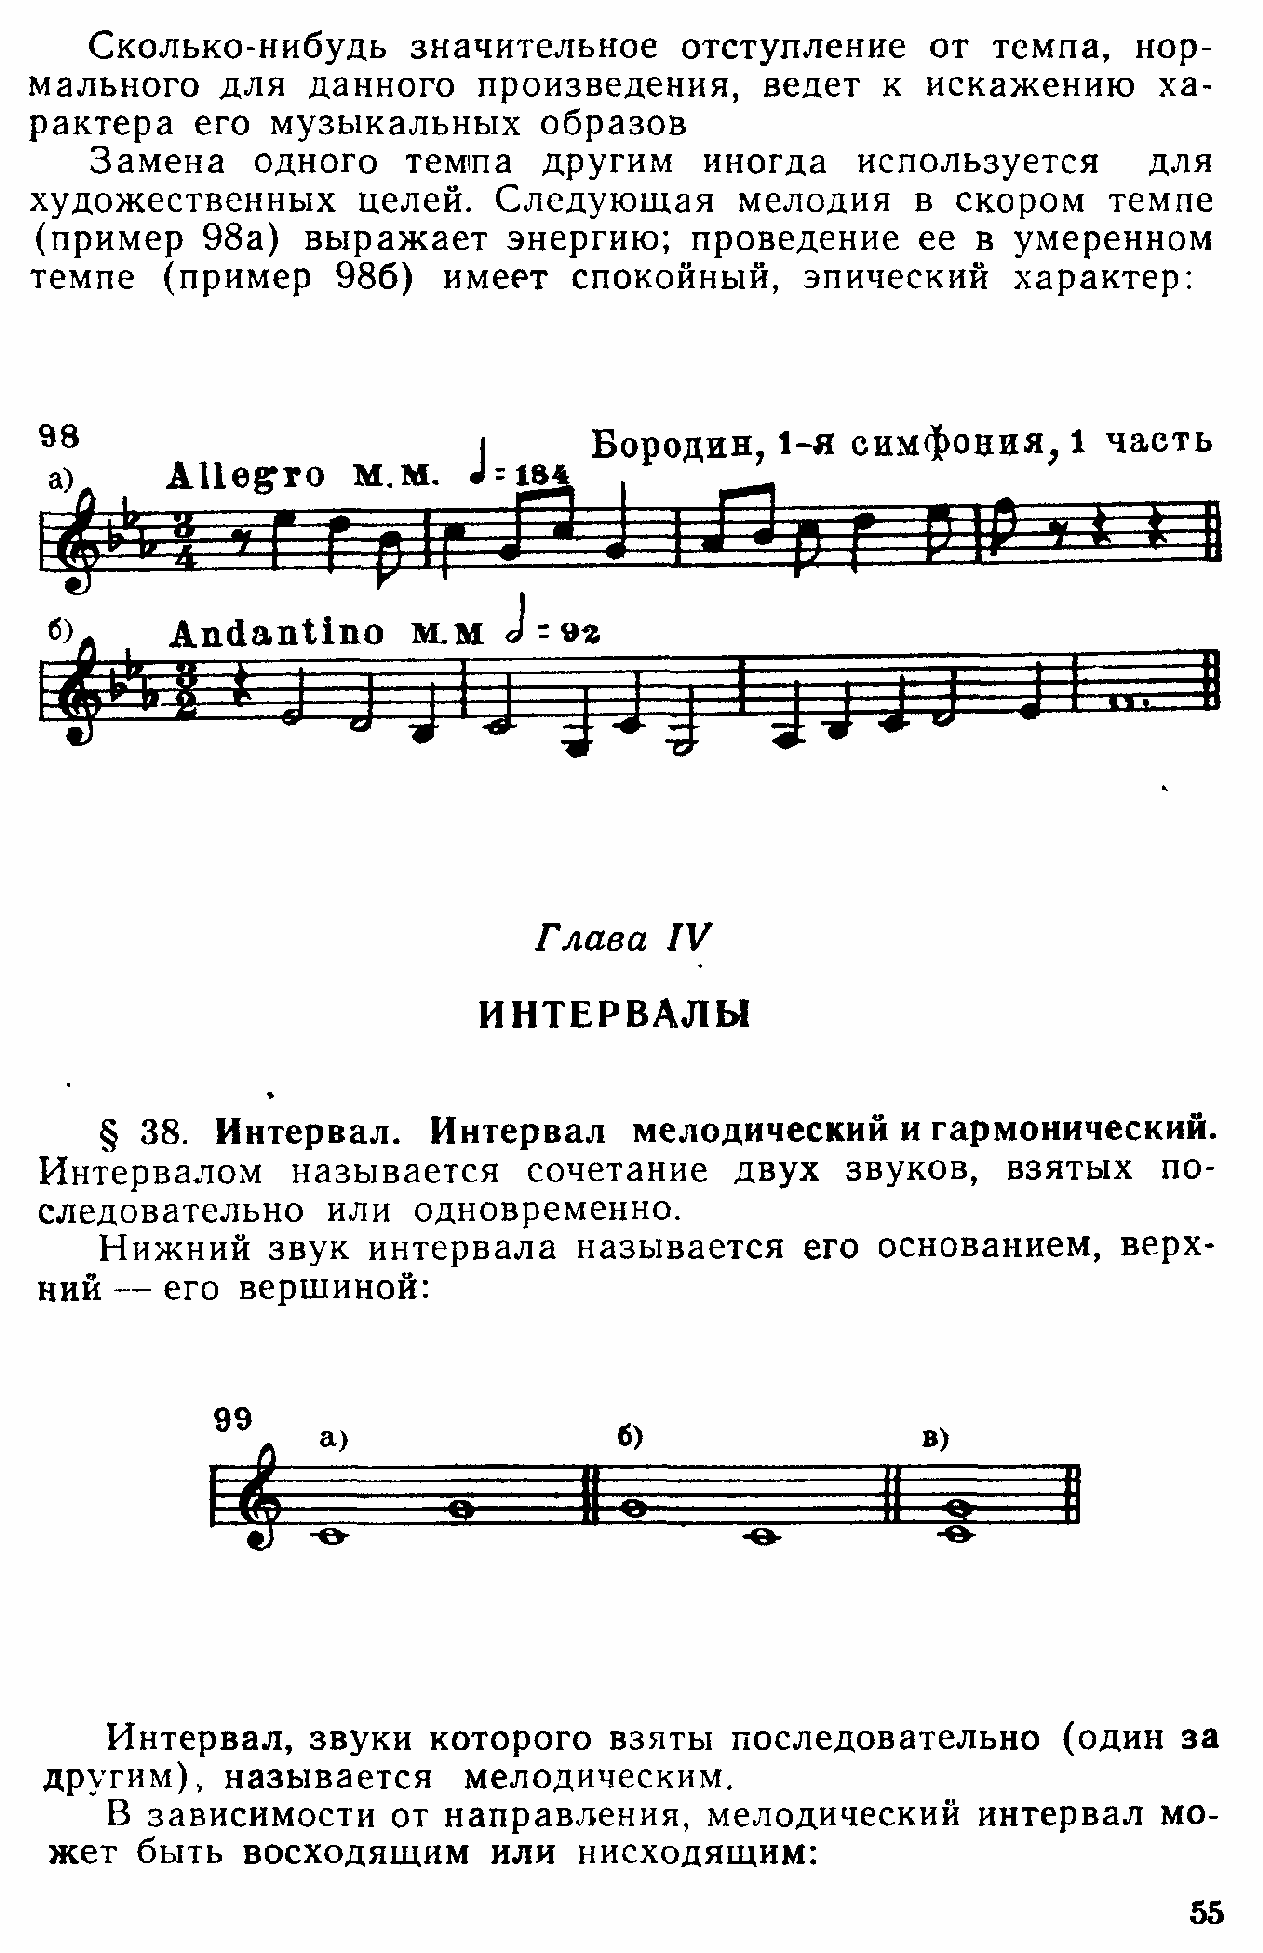 Сколько-нибудь значительное отступление от темпа, нор-
мального для данного произведения, ведет к искажению ха-
рактера его музыкальных образов
Замена одного темпа другим иногда используется для
художественных целей. Следующая мелодия в скором темпе
(пример 98а) выражает энергию; проведение ее в умеренном
темпе (пример 98б) имеет спокойный, эпический характер:
98
Бородин, 1-я симфония, 1 часть
а) Allegro М.М. ♩=184
3
4
б) Andantino М.М 𝅗𝅥=92
3
2
Глава IV
ИНТЕРВАЛЫ
§ 38. Интервал. Интервал мелодический и гармонический.
Интервалом называется сочетание двух звуков, взятых по-
следовательно или одновременно.
Нижний звук интервала называется его основанием, верх-
ний — его вершиной:
99
а) б) в)
Интервал, звуки которого взяты последовательно (один за
другим), называется мелодическим.
В зависимости от направления, мелодический интервал мо-
жет быть восходящим или нисходящим:
55